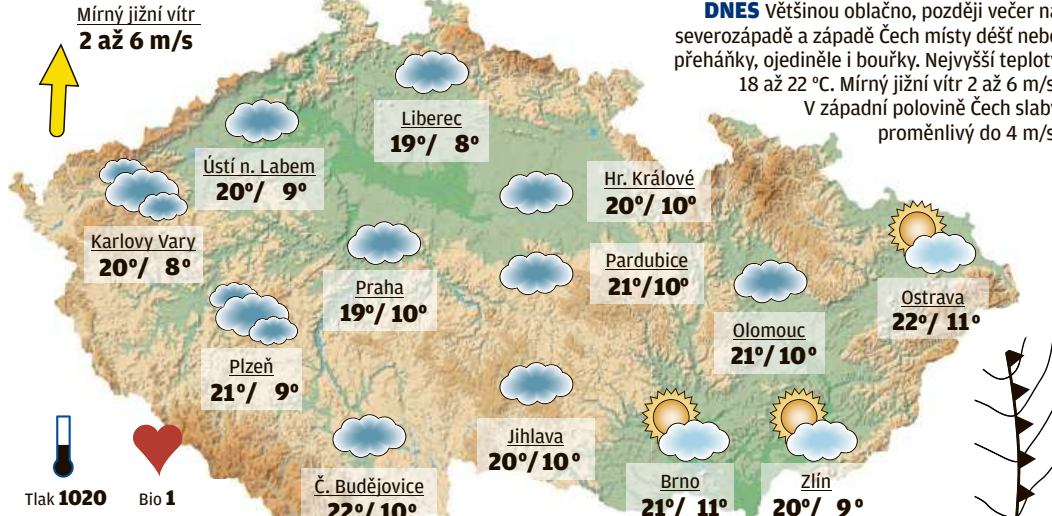 Mírný jižní vítr
2 až 6 m/s
DNES Většinou oblačno, později večer na
severozápadě a západě Čech místy déšť nebo
přeháňky, ojediněle i bouřky. Nejvyšší teploty
18 až 22 °C. Mírný jižní vítr 2 až 6 m/s.
V západní polovině Čech slabý
proměnlivý do 4 m/s
Liberec
19°/ 8°
Ústí n. Labem
20°/ 9°
Hr. Králové
20°/ 10°
Karlovy Vary
20°/ 8°
Pardubice
21°/10°
Praha
19°/ 10°
Ostrava
22°/ 11°
Olomouc
21°/ 10°
Plzeň
21°/ 9°
Jihlava
20°/ 10°
Č. Budějovice
22°/ 10°
Brno
21°/ 11°
Zlín
20°/ 9°
Tlak 1020
Bio 1